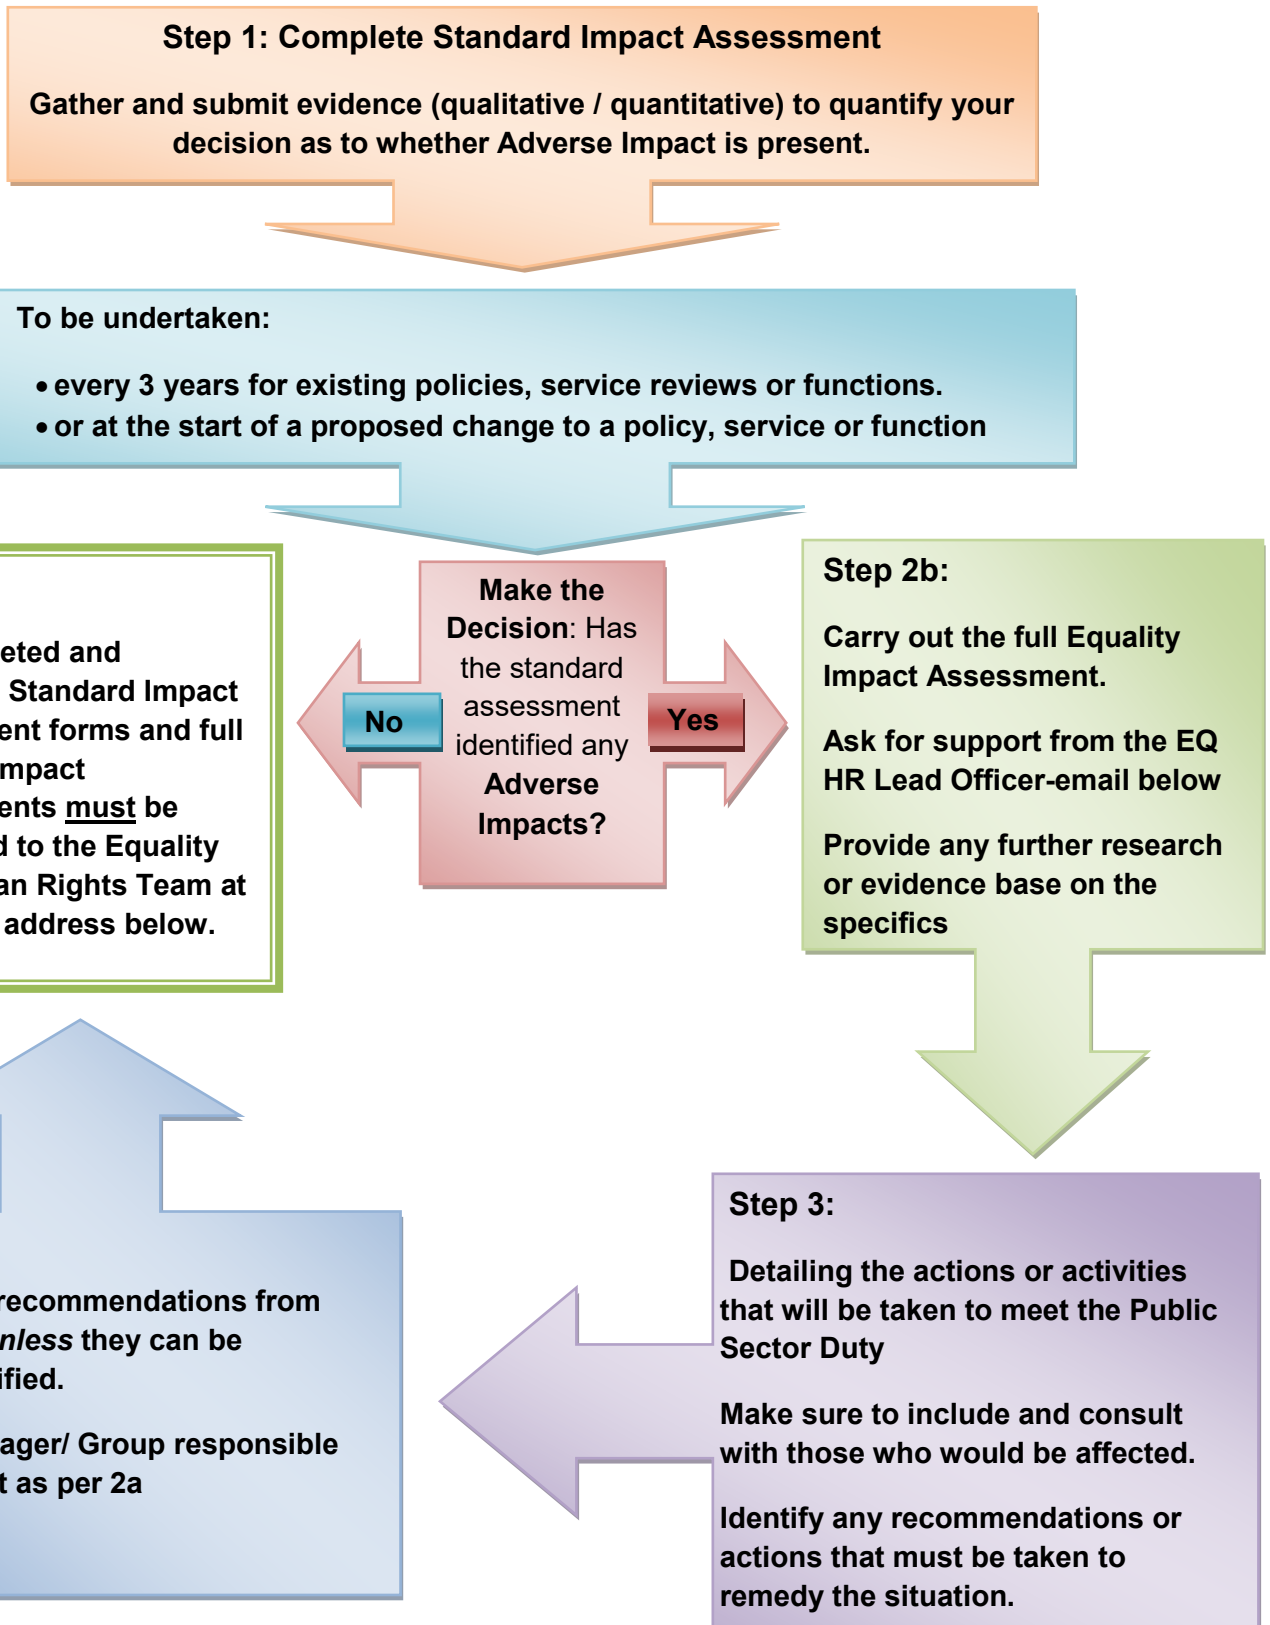 Step 1: Complete Standard Impact Assessment
Gather and submit evidence (qualitative / quantitative) to quantify your
decision as to whether Adverse Impact is present.
To be undertaken:
• every 3 years for existing policies, service reviews or functions.
• or at the start of a proposed change to a policy, service or function
eted and
Standard Impact
ent forms and full
mpact
ents must be
d to the Equality
an Rights Team at
address below.
No
Make the
Decision: Has
the standard
assessment
identified any
Adverse
Impacts?
Yes
Step 2b:
Carry out the full Equality
Impact Assessment.
Ask for support from the EQ
HR Lead Officer-email below
Provide any further research
or evidence base on the
specifics
Step 3:
Detailing the actions or activities
that will be taken to meet the Public
Sector Duty
Make sure to include and consult
with those who would be affected.
Identify any recommendations or
actions that must be taken to
remedy the situation.
recommendations from
nless they can be
ified.
ager/ Group responsible
t as per 2a